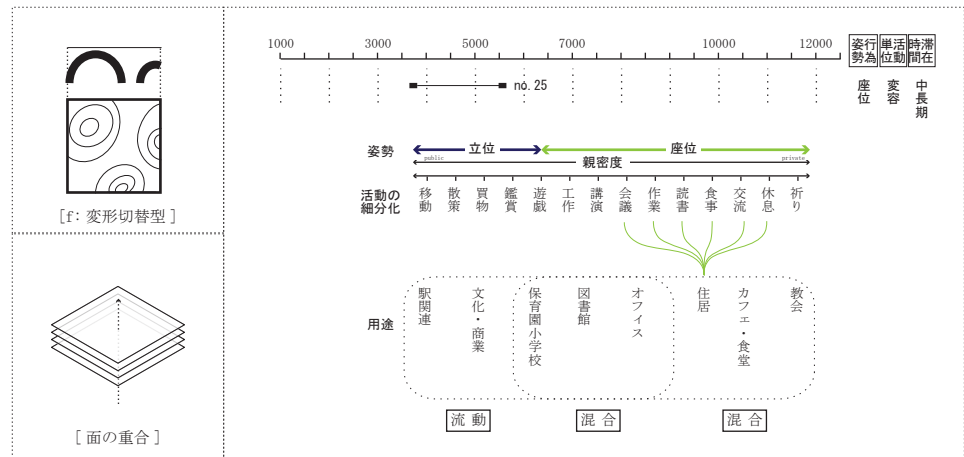 [f: 変形切替型]
[面の重合]
1000 3000 5000 7000 10000 12000
行為姿勢 活動単位 滞在時間
座位 変容 中長期
no. 25
姿勢 立位 座位
public 親密度 private
活動の細分化 移動 散策 買物 鑑賞 遊戯 工作 講演 会議 作業 読書 食事 交流 休息 祈り
用途 駅関連 文化・商業 保育園小学校 図書館 オフィス 住居 カフェ・食堂 教会
流動 混合 混合